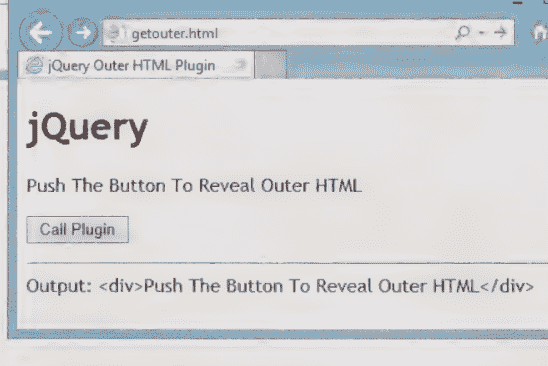 getouter.html
jQuery Outer HTML Plugin
jQuery
Push The Button To Reveal Outer HTML
Call Plugin
Output: <div>Push The Button To Reveal Outer HTML</div>